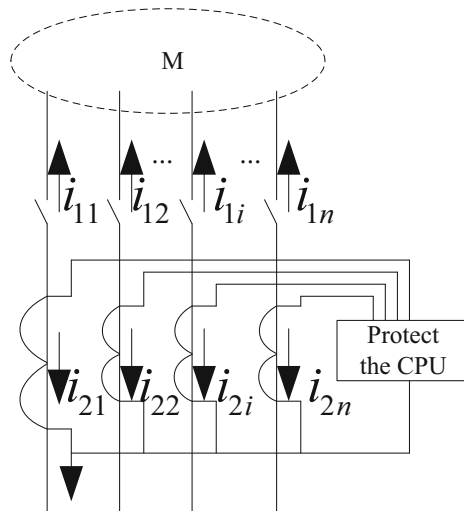 M
... ...
i11 i12 i1i i1n
Protect
the CPU
i21 i22 i2i i2n